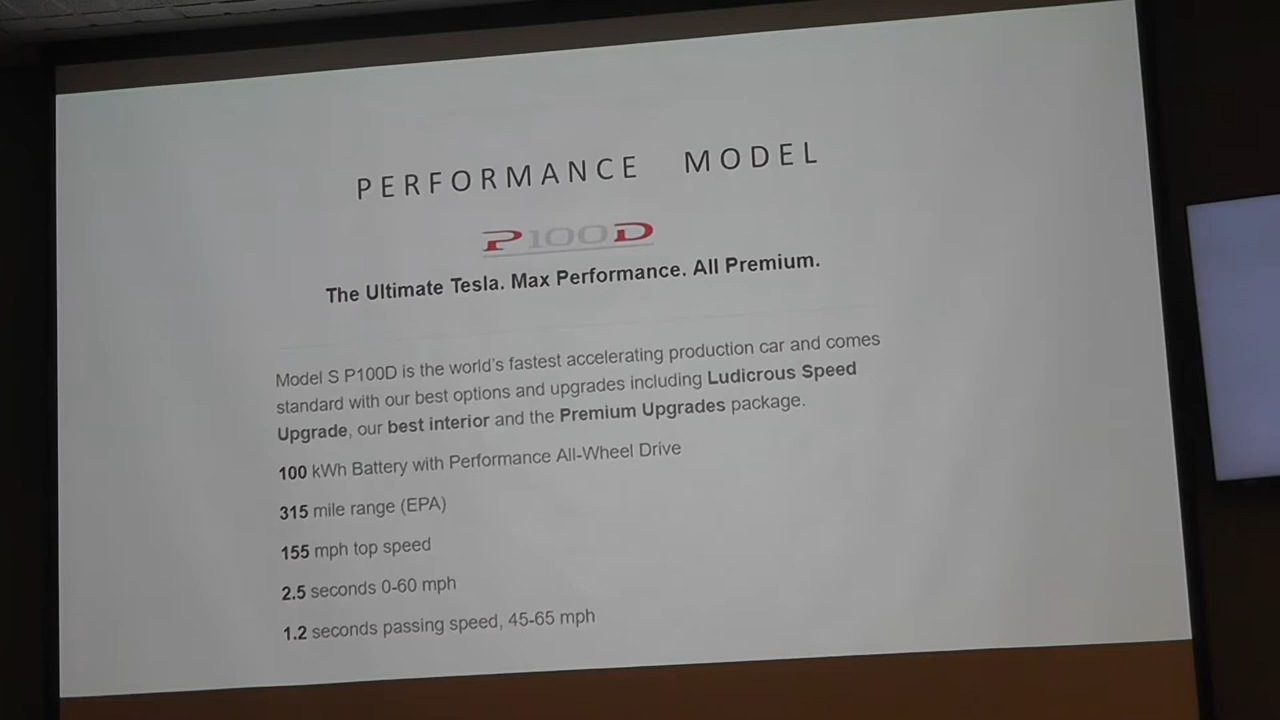 PERFORMANCE MODEL
P100D
The Ultimate Tesla. Max Performance. All Premium.
Model S P100D is the world's fastest accelerating production car and comes
standard with our best options and upgrades including Ludicrous Speed
Upgrade, our best interior and the Premium Upgrades package.
100 kWh Battery with Performance All-Wheel Drive
315 mile range (EPA)
155 mph top speed
2.5 seconds 0-60 mph
1.2 seconds passing speed, 45-65 mph